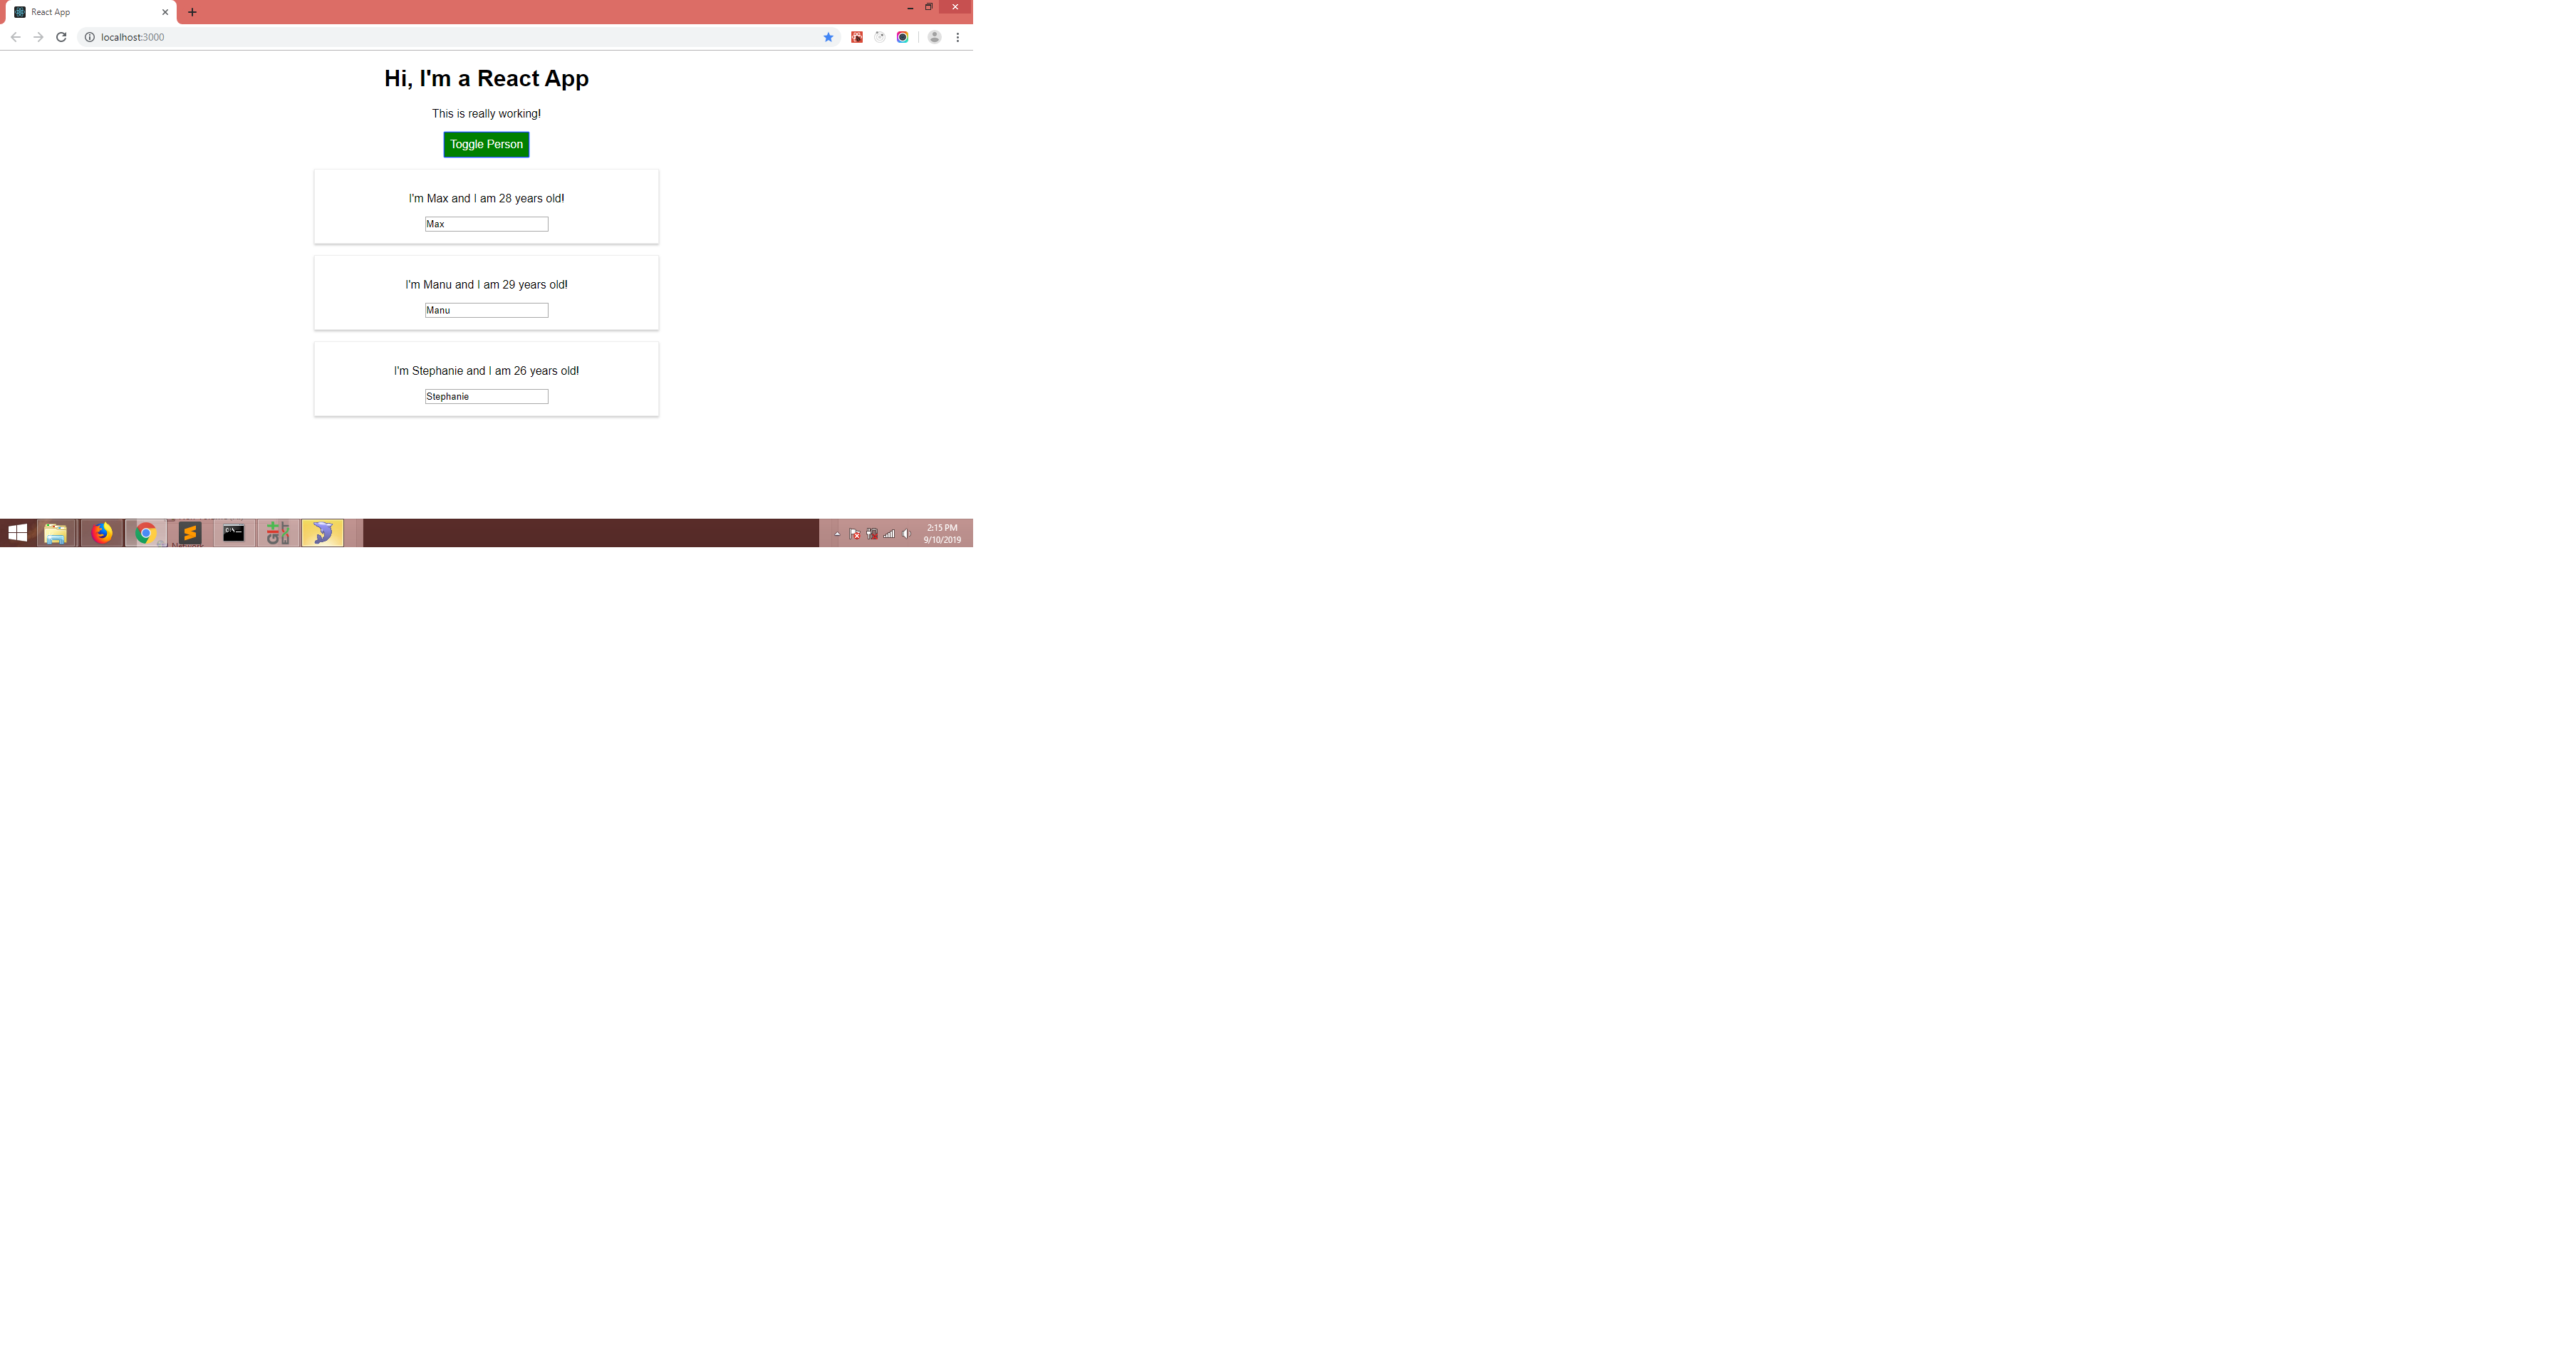 React App
localhost:3000
Hi, I'm a React App
This is really working!
Toggle Person
I'm Max and I am 28 years old!
Max
I'm Manu and I am 29 years old!
Manu
I'm Stephanie and I am 26 years old!
Stephanie
2:15 PM
9/10/2019